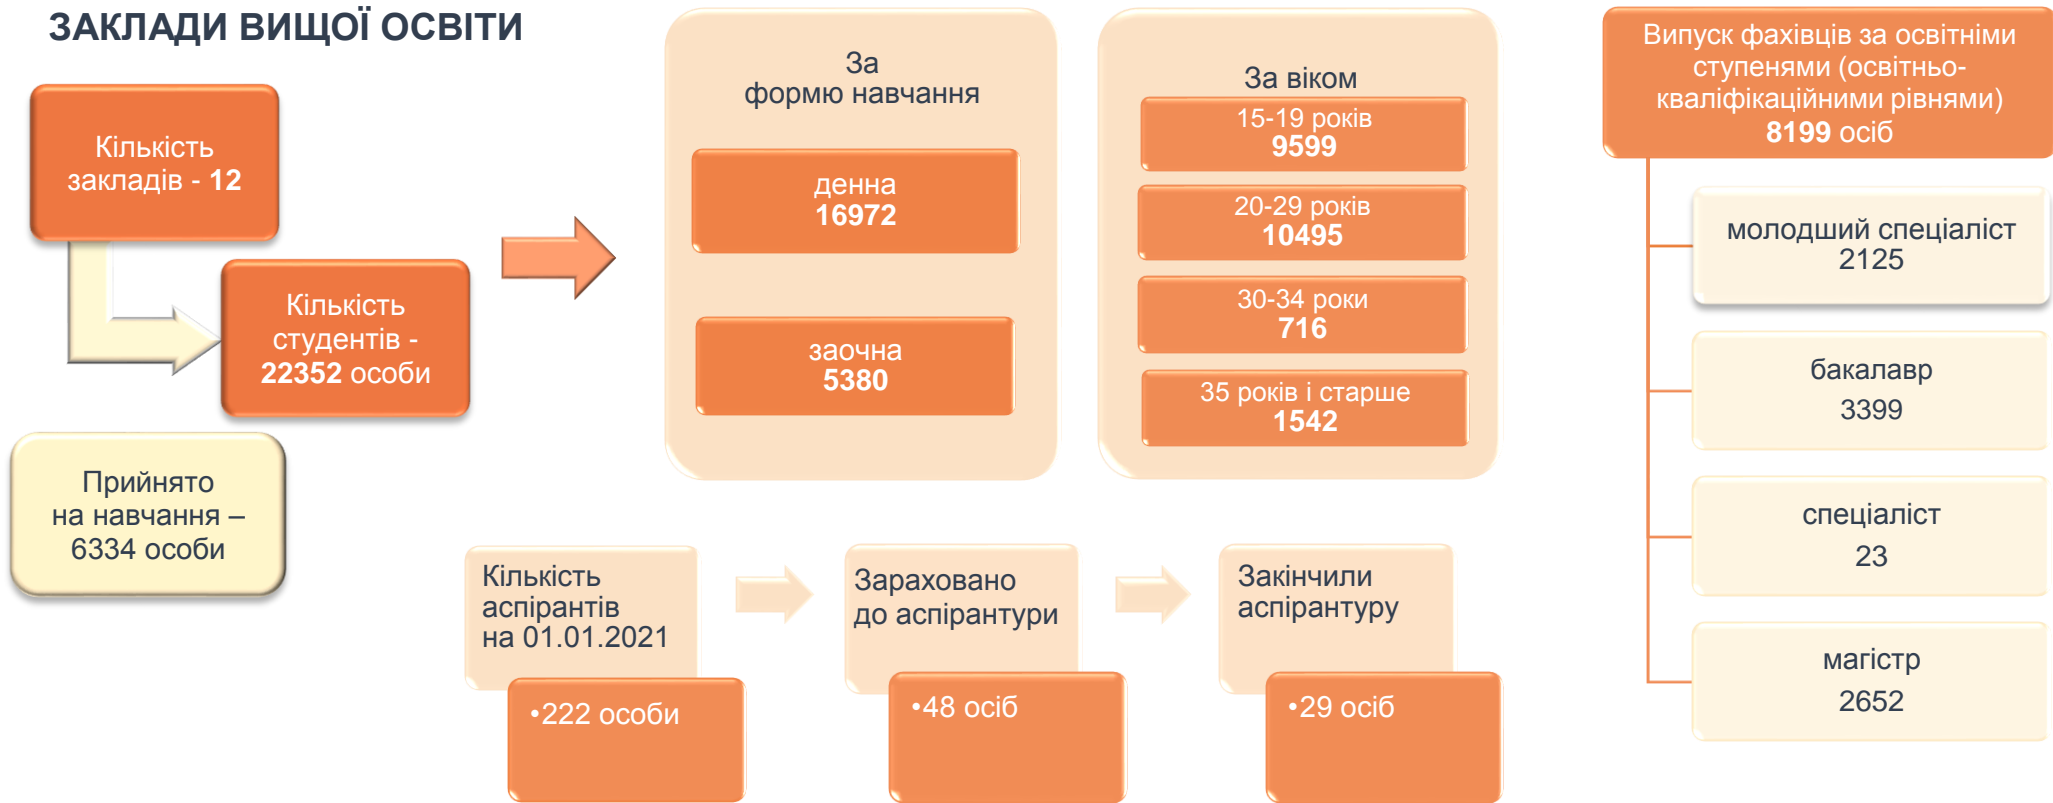 ЗАКЛАДИ ВИЩОЇ ОСВІТИ
Кількість
закладів - 12
Кількість
студентів -
22352 особи
Прийнято
на навчання –
6334 особи
За
формю навчання
денна
16972
заочна
5380
За віком
15-19 років
9599
20-29 років
10495
30-34 роки
716
35 років і старше
1542
Кількість
аспірантів
на 01.01.2021
•222 особи
Зараховано
до аспірантури
•48 осіб
Закінчили
аспірантуру
•29 осіб
Випуск фахівців за освітніми
ступенями (освітньо-
кваліфікаційними рівнями)
8199 осіб
молодший спеціаліст
2125
бакалавр
3399
спеціаліст
23
магістр
2652